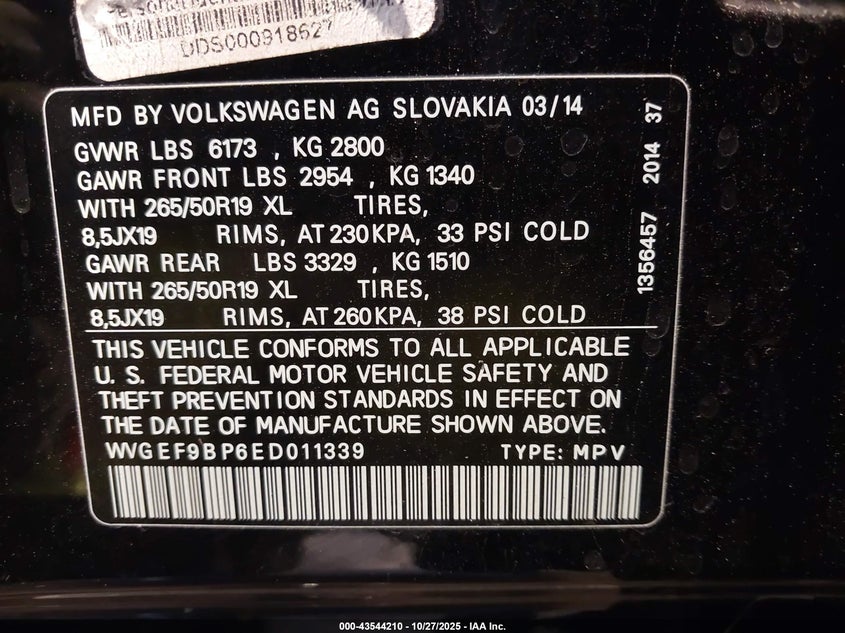 DDS000918627
MFD BY VOLKSWAGEN AG SLOVAKIA 03/14
GVWR LBS 6173 , KG 2800
GAWR FRONT LBS 2954 , KG 1340
WITH 265/50R19 XL TIRES,
8,5JX19 RIMS, AT 230KPA, 33 PSI COLD
GAWR REAR LBS 3329 , KG 1510
WITH 265/50R19 XL TIRES,
8,5JX19 RIMS, AT 260KPA, 38 PSI COLD
1356457 2014 37
THIS VEHICLE CONFORMS TO ALL APPLICABLE
U. S. FEDERAL MOTOR VEHICLE SAFETY AND
THEFT PREVENTION STANDARDS IN EFFECT ON
THE DATE OF MANUFACTURE SHOWN ABOVE.
WVGEF9BP6ED011339 TYPE: MPV
000-43544210 - 10/27/2025 - IAA Inc.